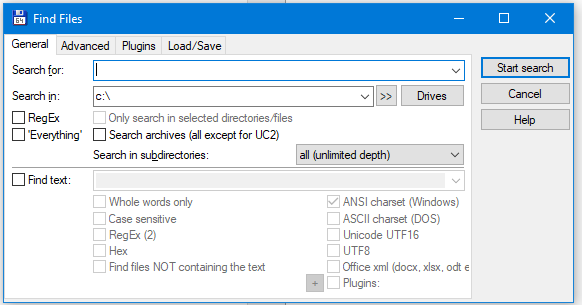 64
Find Files
General Advanced Plugins Load/Save
Search for:
Search in: c:\ >> Drives
RegEx Only search in selected directories/files
'Everything' Search archives (all except for UC2)
Search in subdirectories: all (unlimited depth)
Find text:
Whole words only ANSI charset (Windows)
Case sensitive ASCII charset (DOS)
RegEx (2) Unicode UTF16
Hex UTF8
Find files NOT containing the text Office xml (docx, xlsx, odt e
+ Plugins:
Start search
Cancel
Help